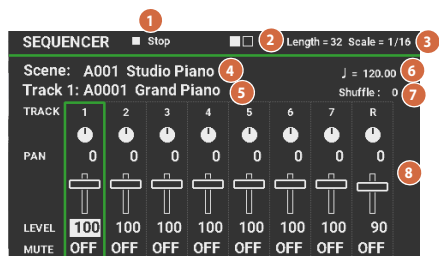 1
SEQUENCER Stop 2 Length = 32 Scale = 1/16 3
Scene: A001 Studio Piano 4 ♩ = 120.00 6
Track 1: A0001 Grand Piano 5 Shuffle : 0 7
TRACK 1 2 3 4 5 6 7 R
PAN 0 0 0 0 0 0 0 0
8
LEVEL 100 100 100 100 100 100 100 90
MUTE OFF OFF OFF OFF OFF OFF OFF OFF